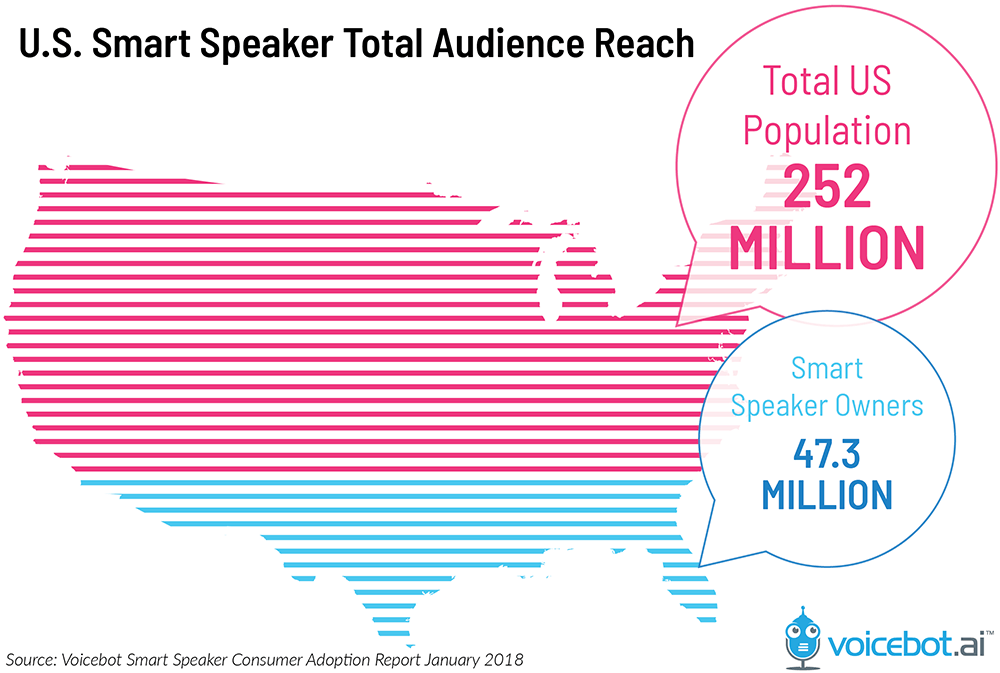 U.S. Smart Speaker Total Audience Reach
Total US
Population
252
MILLION
Smart
Speaker Owners
47.3
MILLION
Source: Voicebot Smart Speaker Consumer Adoption Report January 2018
voicebot.ai™